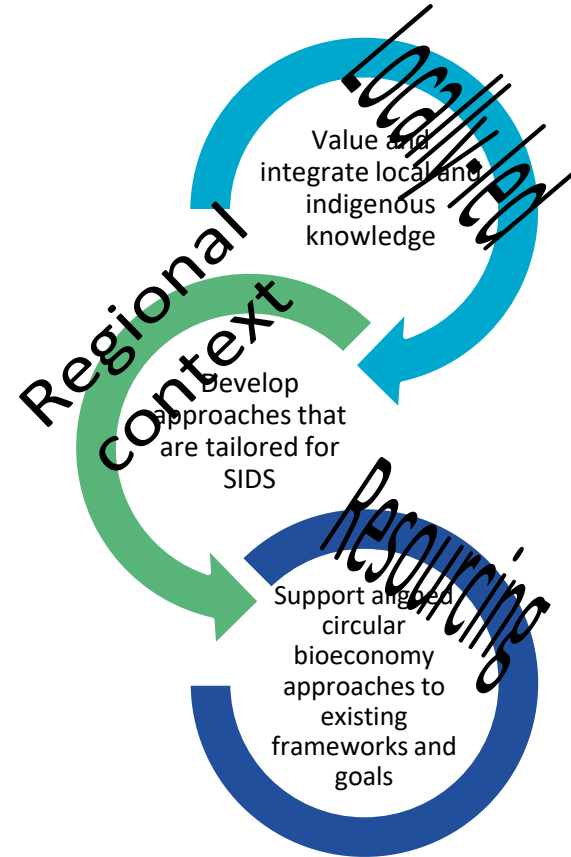 Locally-led
Value and
integrate local and
indigenous
knowledge
Regional
context
Develop
approaches that
are tailored for
SIDS
Resourcing
Support aligned
circular
bioeconomy
approaches to
existing
frameworks and
goals